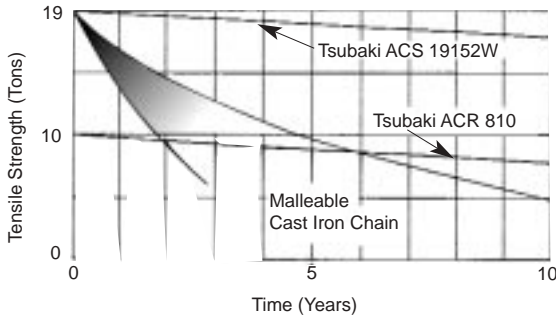 19
Tsubaki ACS 19152W
Tsubaki ACR 810
10
Malleable
Cast Iron Chain
0
0
5
10
Time (Years)
Tensile Strength (Tons)